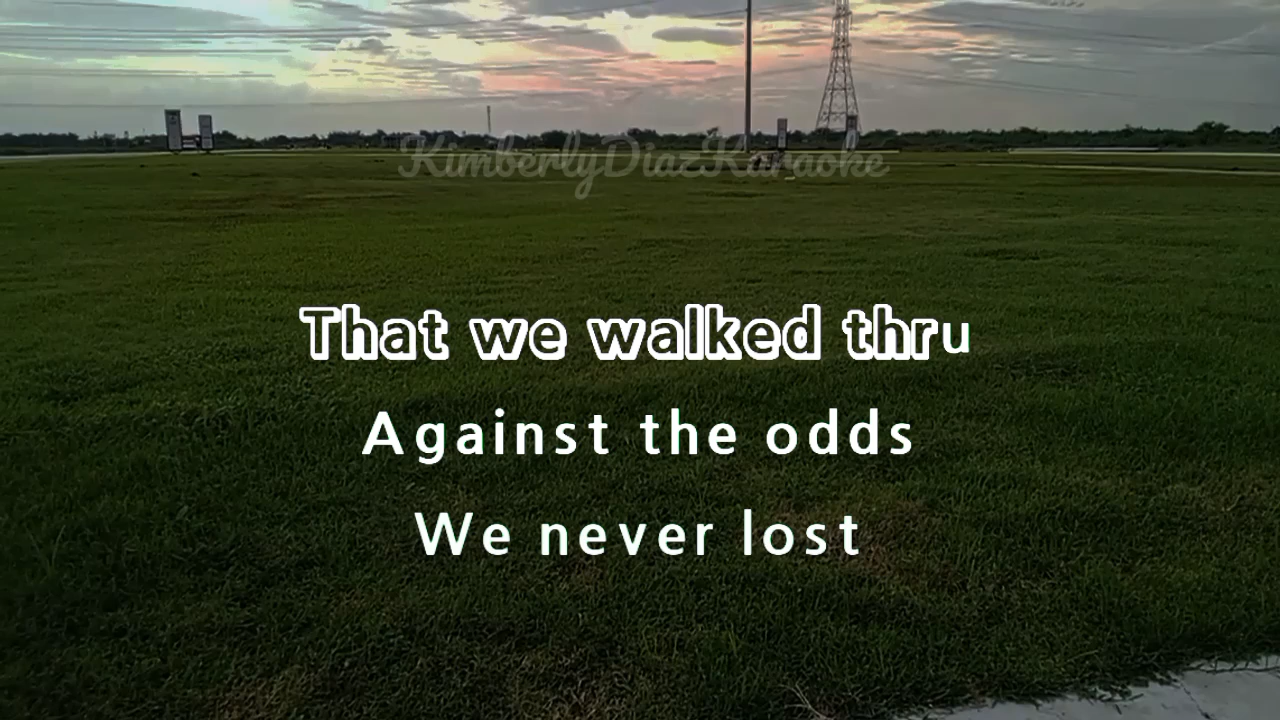 KimberlyDiazKaraoke
That we walked thru
Against the odds
We never lost